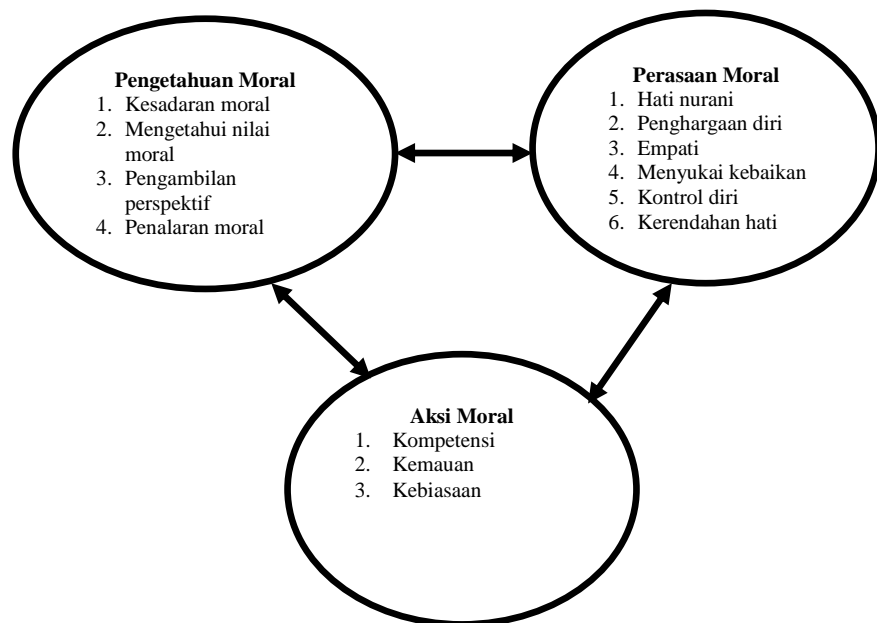 Pengetahuan Moral
1. Kesadaran moral
2. Mengetahui nilai
moral
3. Pengambilan
perspektif
4. Penalaran moral
Perasaan Moral
1. Hati nurani
2. Penghargaan diri
3. Empati
4. Menyukai kebaikan
5. Kontrol diri
6. Kerendahan hati
Aksi Moral
1. Kompetensi
2. Kemauan
3. Kebiasaan